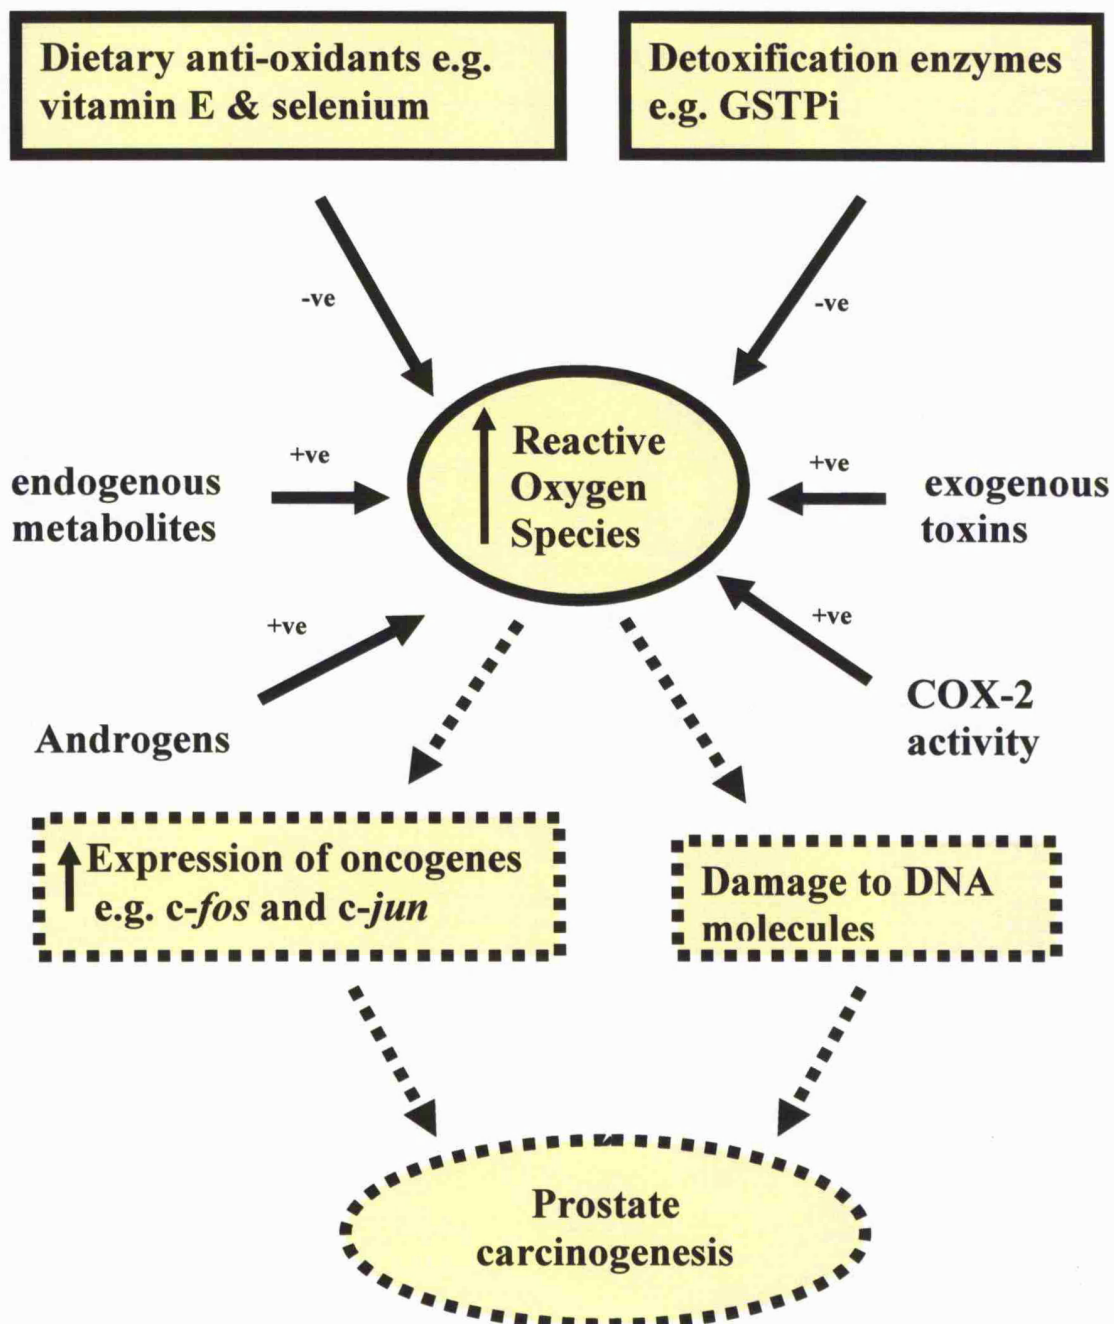 Dietary anti-oxidants e.g.
vitamin E & selenium
Detoxification enzymes
e.g. GSTPi
-ve
-ve
Reactive
Oxygen
Species
+ve
endogenous
metabolites
+ve
exogenous
toxins
+ve
Androgens
+ve
COX-2
activity
Expression of oncogenes
e.g. c-fos and c-jun
Damage to DNA
molecules
Prostate
carcinogenesis